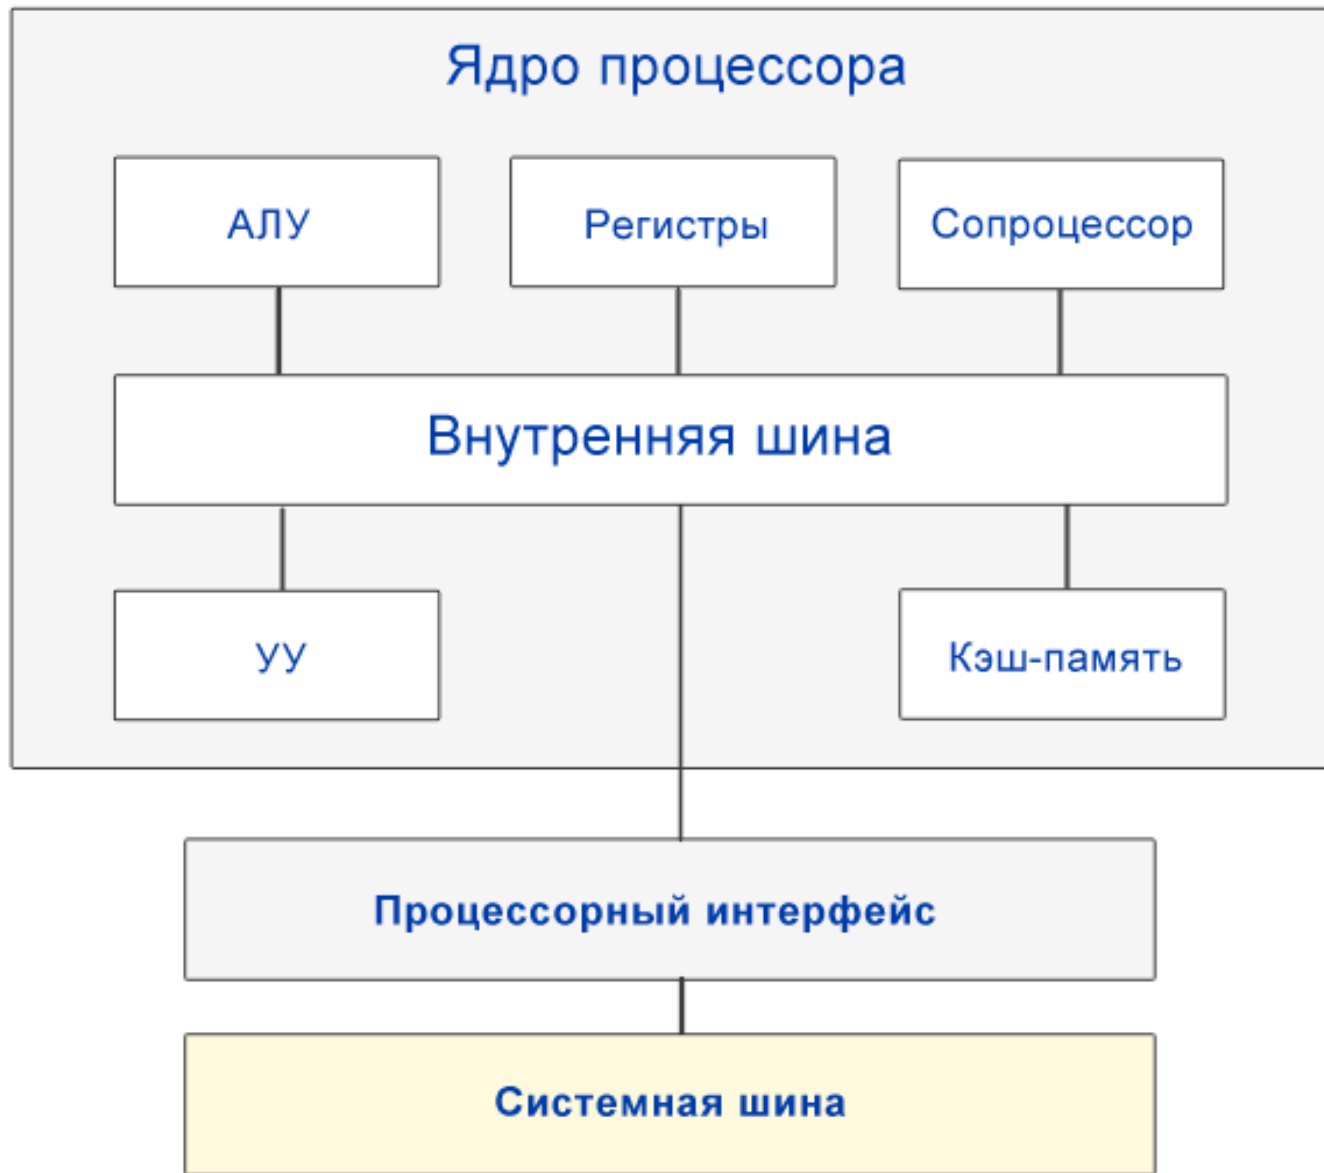 Ядро процессора
АЛУ
Регистры
Сопроцессор
Внутренняя шина
УУ
Кэш-память
Процессорный интерфейс
Системная шина